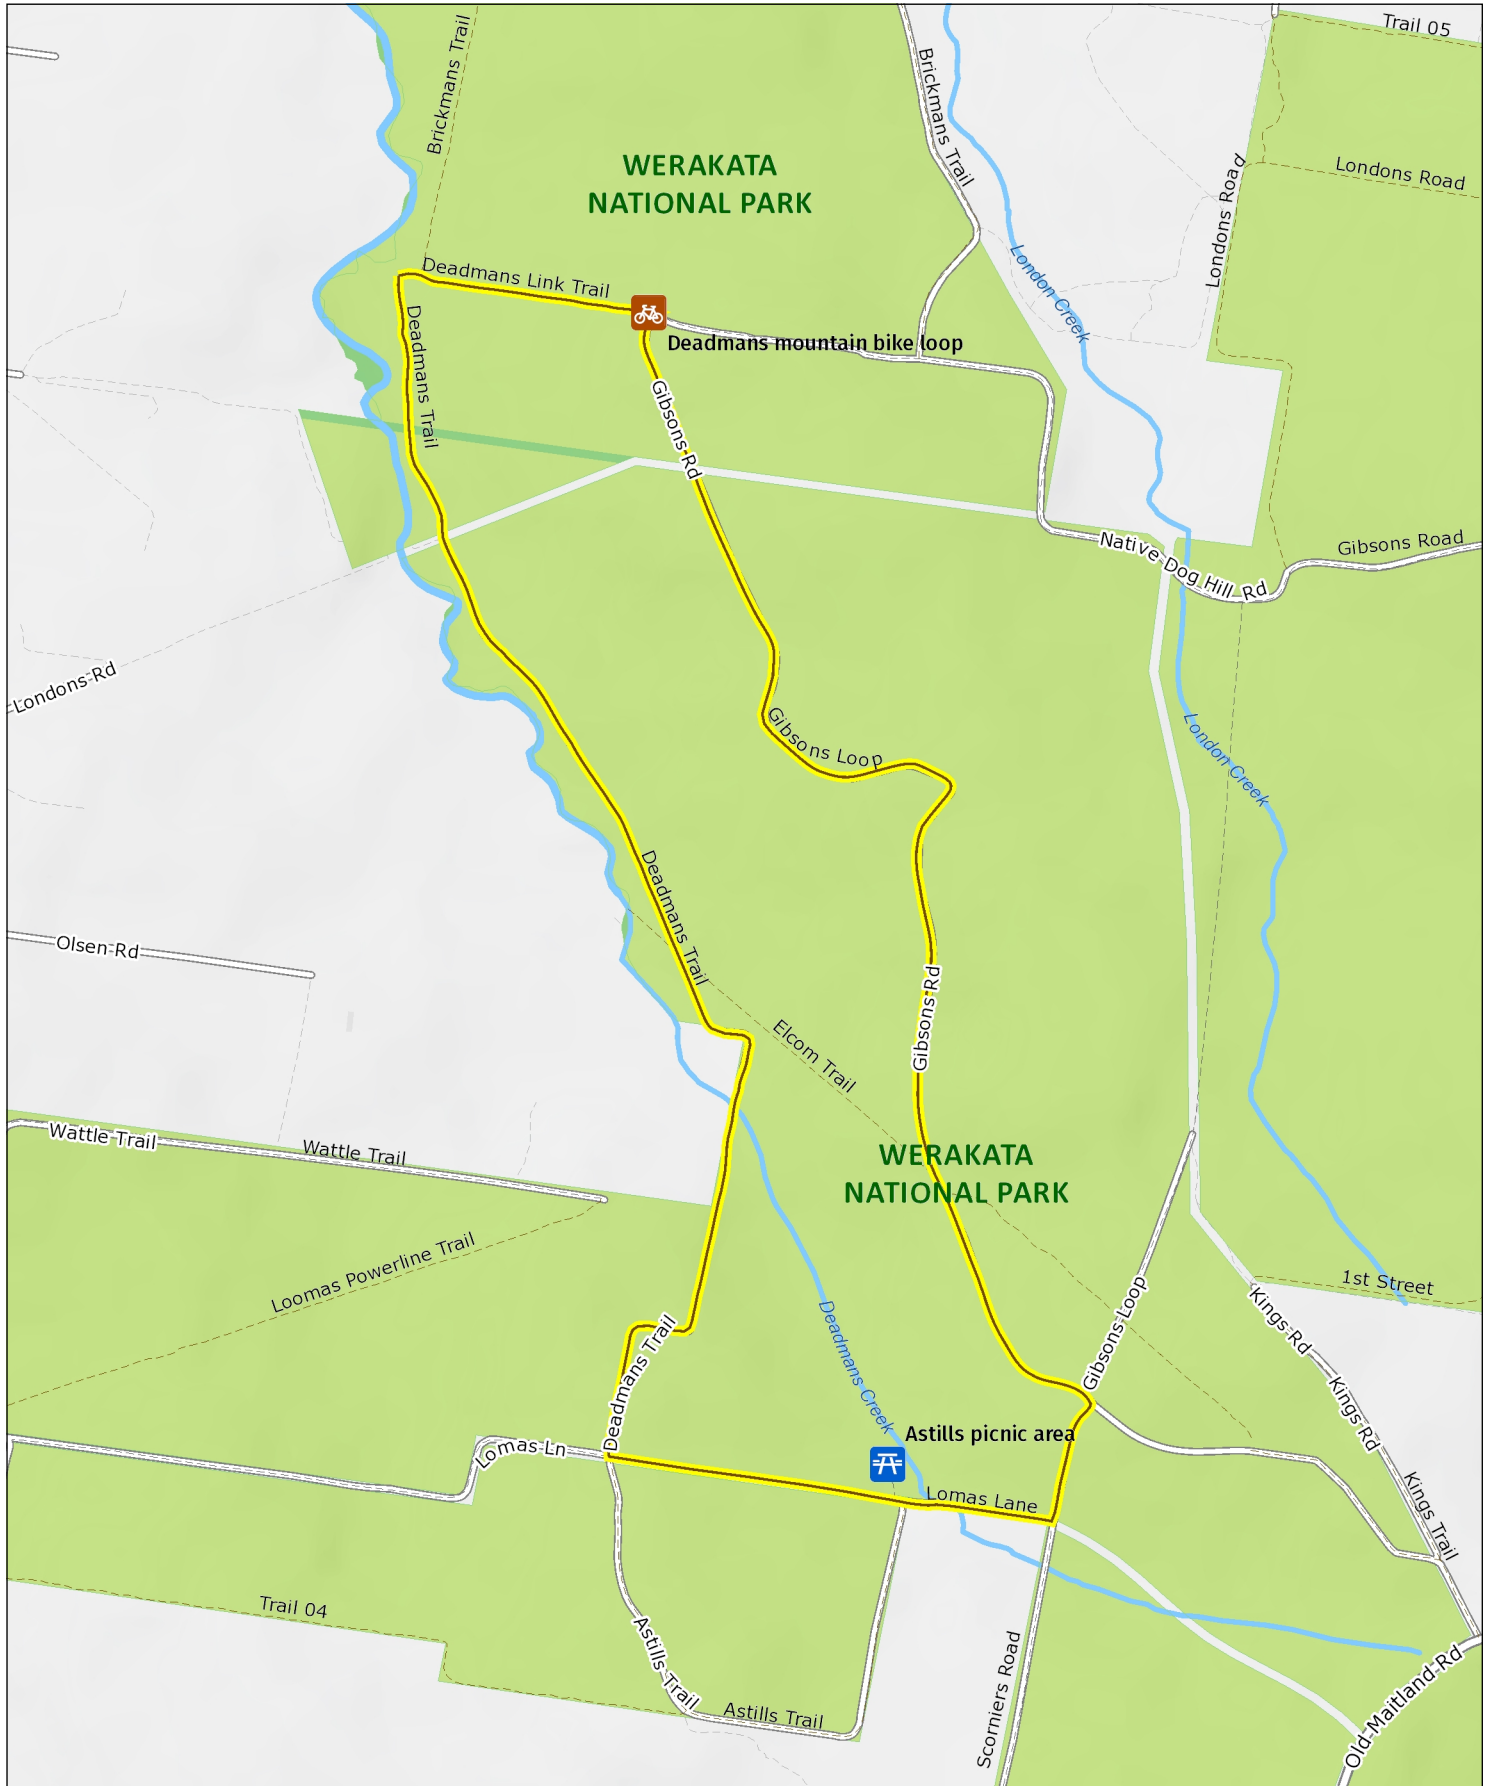 Trail 05
Brickmans Trail
Brickmans Trail
WERAKATA
NATIONAL PARK
Londons Road
Londons Road
London Creek
Deadmans Link Trail
Deadmans Trail
Deadmans mountain bike loop
Gibsons Rd
Native Dog Hill Rd
Gibsons Road
Londons Rd
Gibsons Loop
London Creek
Deadmans Trail
Olsen Rd
Gibsons Rd
Elcom Trail
Wattle Trail
Wattle Trail
WERAKATA
NATIONAL PARK
Loomas Powerline Trail
1st Street
Gibsons Loop
Kings Rd
Deadmans Trail
Deadmans Creek
Kings Rd
Astills picnic area
Lomas Ln
Lomas Lane
Kings Trail
Trail 04
Astills Trail
Astills Trail
Scorniers Road
Old Maitland Rd